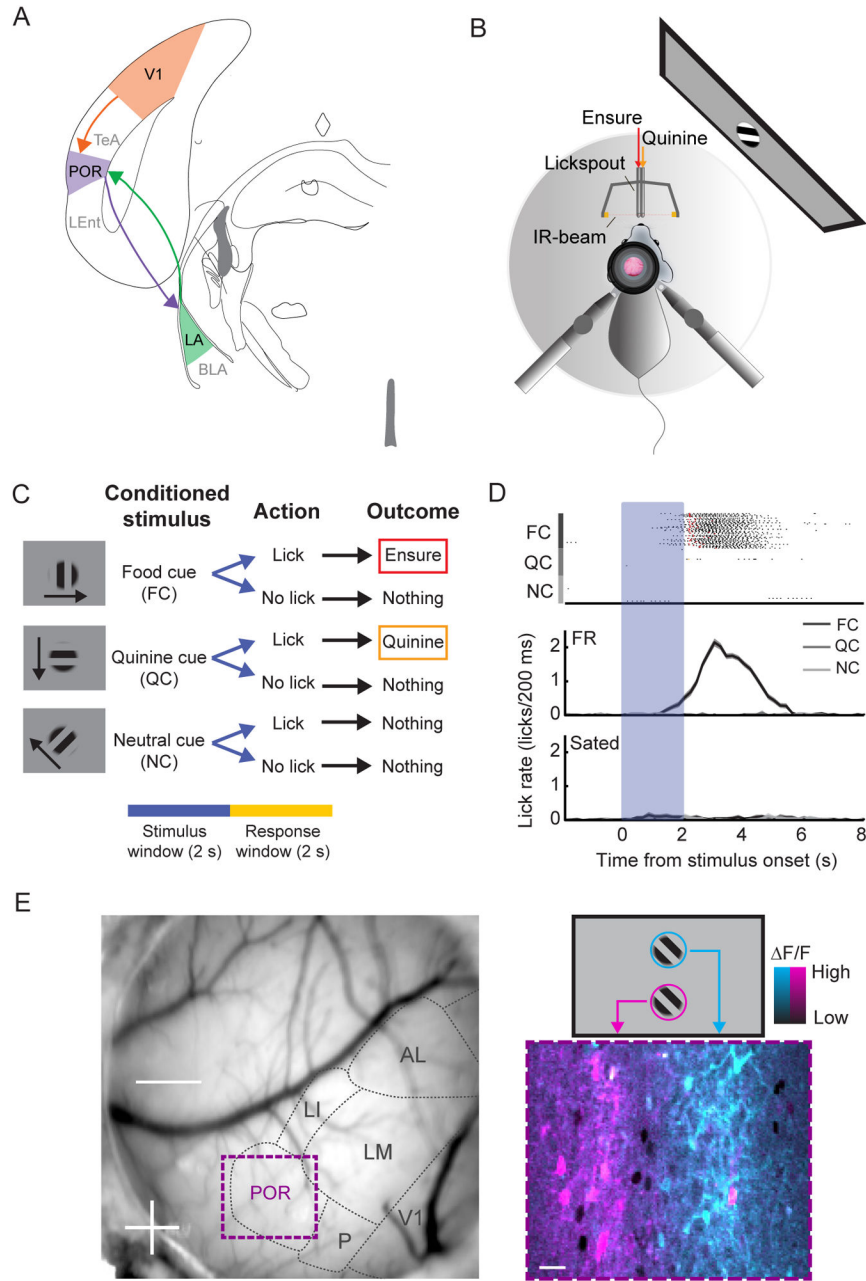 A
V1
TeA
POR
LEnt
LA
BLA
B
Ensure
Quinine
Lickspout
IR-beam
C
Conditioned
stimulus
Action
Outcome
Food cue
(FC)
Lick
Ensure
No lick
Nothing
Quinine cue
(QC)
Lick
Quinine
No lick
Nothing
Neutral cue
(NC)
Lick
Nothing
No lick
Nothing
Stimulus
window (2 s)
Response
window (2 s)
D
FC
QC
NC
FR
FC
QC
NC
2
1
0
Sated
2
1
0
Lick rate (licks/200 ms)
0 2 4 6 8
Time from stimulus onset (s)
E
AL
LI
LM
POR
V1
P
ΔF/F
High
Low